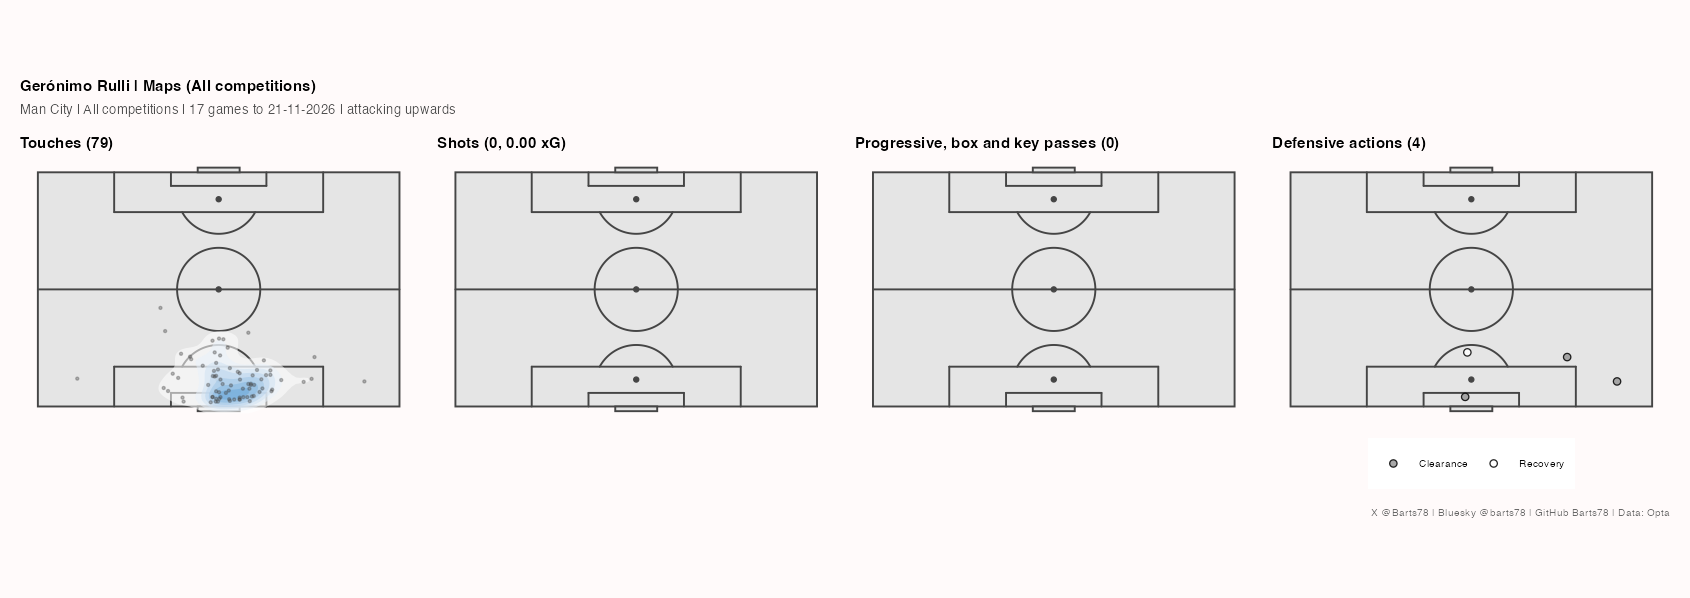 Gerónimo Rulli | Maps (All competitions)
Man City | All competitions | 17 games to 21-11-2026 | attacking upwards
Touches (79)
Shots (0, 0.00 xG)
Progressive, box and key passes (0)
Defensive actions (4)
Clearance
Recovery
X @Barts78 | Bluesky @barts78 | GitHub Barts78 | Data: Opta